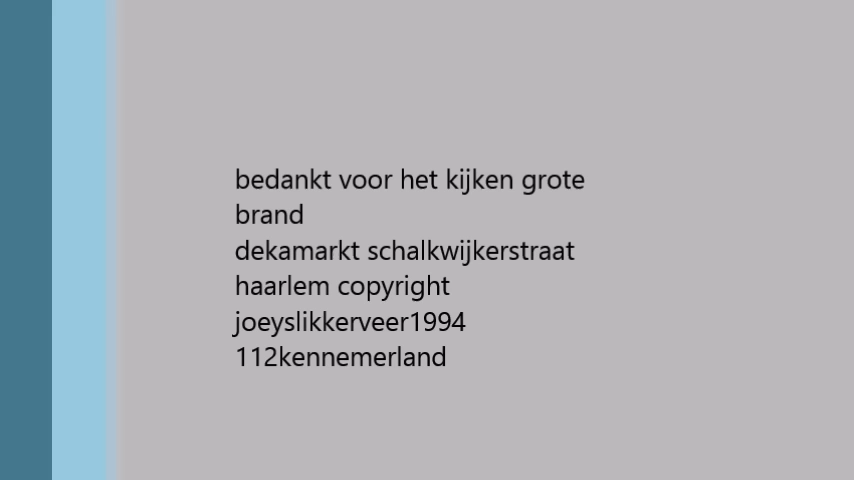 bedankt voor het kijken grote
brand
dekamarkt schalkwijkerstraat
haarlem copyright
joeyslikkerveer1994
112kennemerland